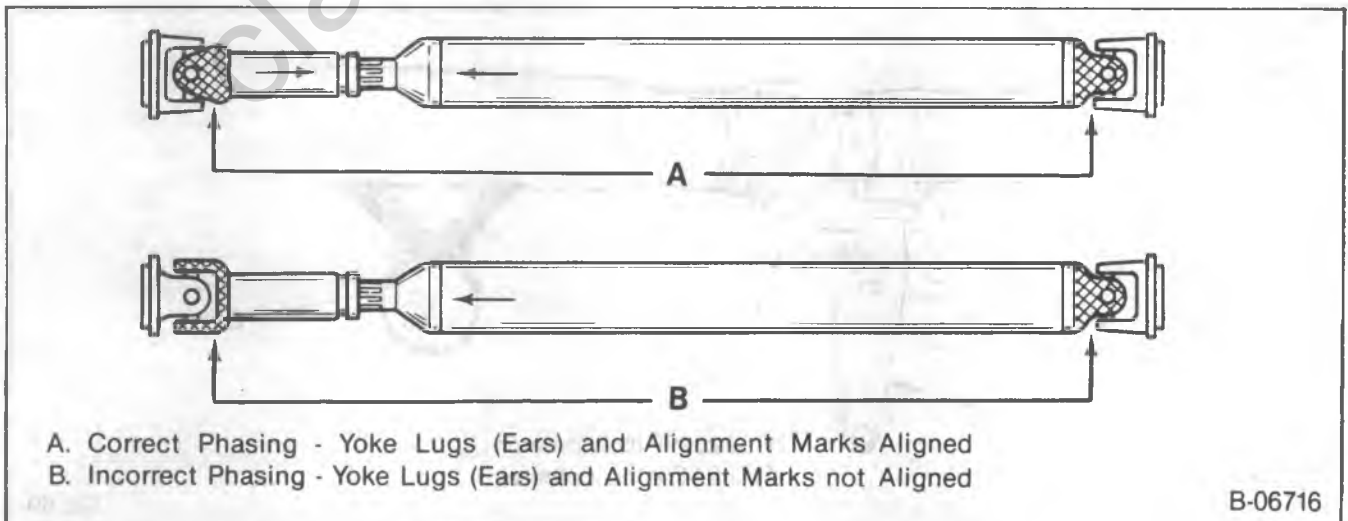 A
B
A. Correct Phasing - Yoke Lugs (Ears) and Alignment Marks Aligned
B. Incorrect Phasing - Yoke Lugs (Ears) and Alignment Marks not Aligned
B-06716